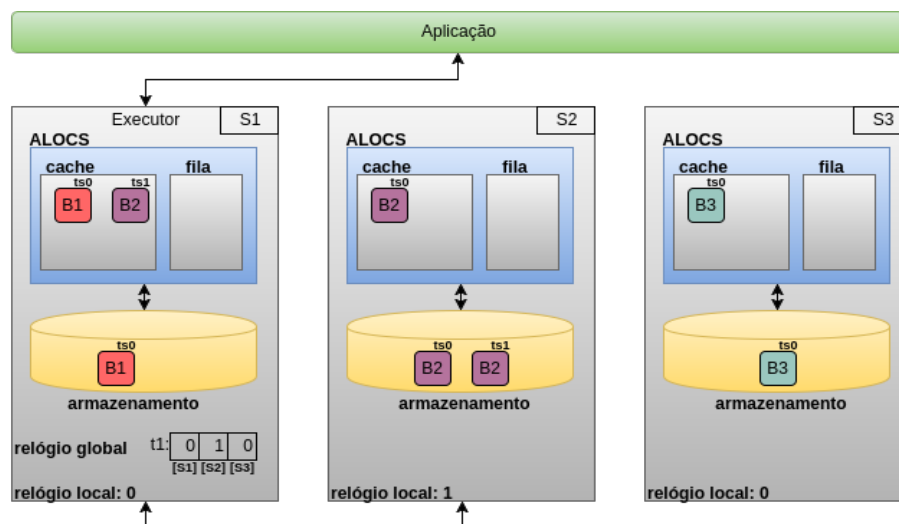 Aplicação
Executor S1
ALOCS
cache fila
ts0 ts1
B1 B2
ts0
B1
armazenamento
relógio global t1: 0 1 0
[S1] [S2] [S3]
relógio local: 0
S2
ALOCS
cache fila
ts0
B2
ts0 ts1
B2 B2
armazenamento
relógio local: 1
S3
ALOCS
cache fila
ts0
B3
ts0
B3
armazenamento
relógio local: 0